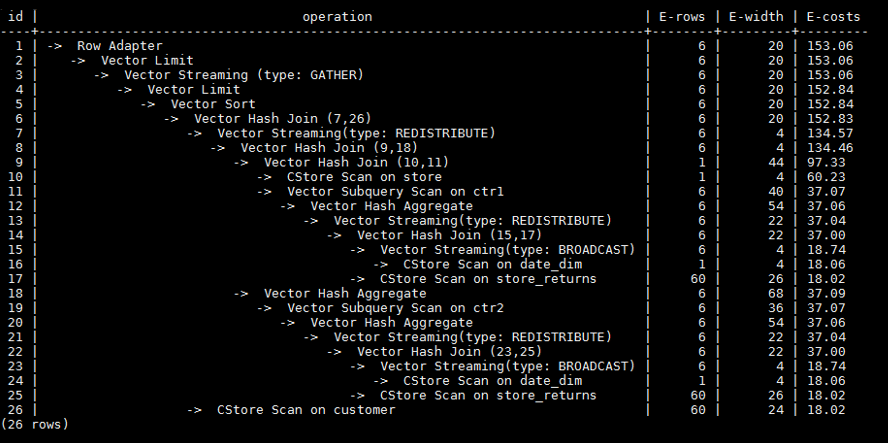 id |                                  operation                                   | E-rows | E-width | E-costs
----+------------------------------------------------------------------------------+--------+---------+---------
  1 | ->  Row Adapter                                                              |      6 |      20 | 153.06
  2 |    ->  Vector Limit                                                          |      6 |      20 | 153.06
  3 |       ->  Vector Streaming (type: GATHER)                                    |      6 |      20 | 153.06
  4 |          ->  Vector Limit                                                    |      6 |      20 | 152.84
  5 |             ->  Vector Sort                                                  |      6 |      20 | 152.84
  6 |                ->  Vector Hash Join (7,26)                                   |      6 |      20 | 152.83
  7 |                   ->  Vector Streaming(type: REDISTRIBUTE)                   |      6 |       4 | 134.57
  8 |                      ->  Vector Hash Join (9,18)                             |      6 |       4 | 134.46
  9 |                         ->  Vector Hash Join (10,11)                         |      1 |      44 | 97.33
 10 |                            ->  CStore Scan on store                          |      1 |       4 | 60.23
 11 |                            ->  Vector Subquery Scan on ctr1                  |      6 |      40 | 37.07
 12 |                               ->  Vector Hash Aggregate                      |      6 |      54 | 37.06
 13 |                                  ->  Vector Streaming(type: REDISTRIBUTE)    |      6 |      22 | 37.04
 14 |                                     ->  Vector Hash Join (15,17)             |      6 |      22 | 37.00
 15 |                                        ->  Vector Streaming(type: BROADCAST) |      6 |       4 | 18.74
 16 |                                           ->  CStore Scan on date_dim        |      1 |       4 | 18.06
 17 |                                        ->  CStore Scan on store_returns      |     60 |      26 | 18.02
 18 |                         ->  Vector Hash Aggregate                            |      6 |      68 | 37.09
 19 |                            ->  Vector Subquery Scan on ctr2                  |      6 |      36 | 37.07
 20 |                               ->  Vector Hash Aggregate                      |      6 |      54 | 37.06
 21 |                                  ->  Vector Streaming(type: REDISTRIBUTE)    |      6 |      22 | 37.04
 22 |                                     ->  Vector Hash Join (23,25)             |      6 |      22 | 37.00
 23 |                                        ->  Vector Streaming(type: BROADCAST) |      6 |       4 | 18.74
 24 |                                           ->  CStore Scan on date_dim        |      1 |       4 | 18.06
 25 |                                        ->  CStore Scan on store_returns      |     60 |      26 | 18.02
 26 |                   ->  CStore Scan on customer                                |     60 |      24 | 18.02
(26 rows)